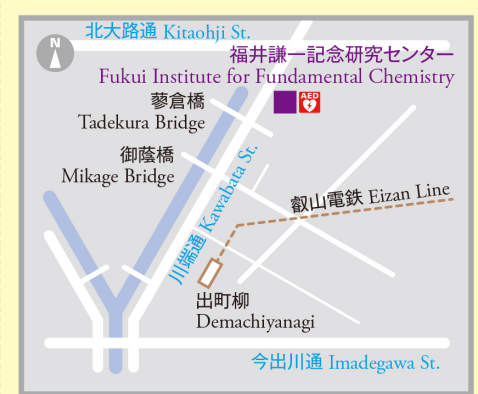 北大路通 Kitaohji St.
N
福井謙一記念研究センター
Fukui Institute for Fundamental Chemistry
AED
蓼倉橋
Tadekura Bridge
御蔭橋
Mikage Bridge
川端通 Kawabata St.
叡山電鉄 Eizan Line
出町柳
Demachiyanagi
今出川通 Imadegawa St.